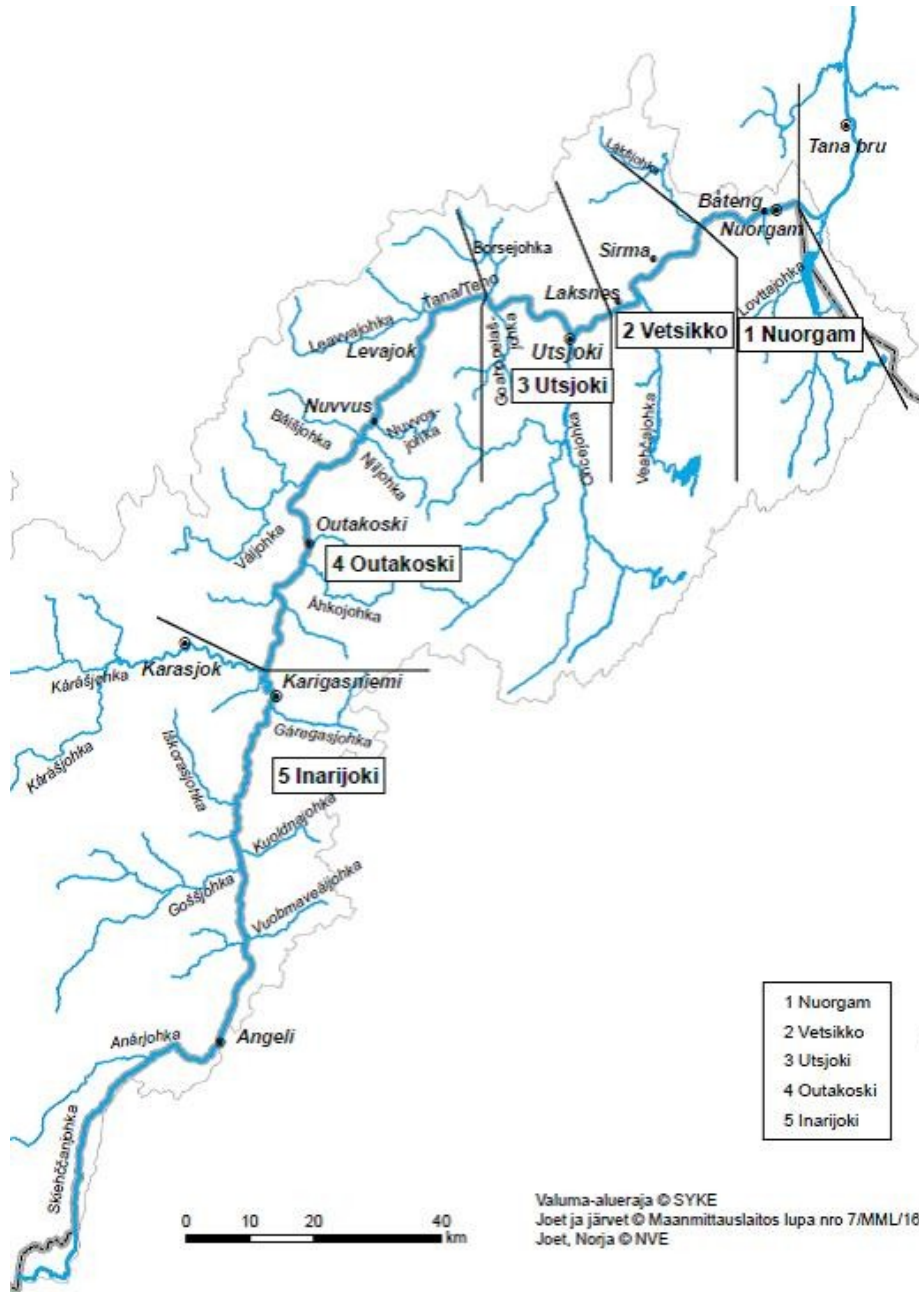 Tana bru
Lákšjohka
Båteng
Nuorgam
Borsejohka
Sirma
Lovttajohka
Tana/Teno
Laksnes
Leavvajohka
2 Vetsikko
1 Nuorgam
Levajok
Utsjoki
3 Utsjoki
Nuvvus
Nuvvos-
johka
Báišjohka
Njiljohka
Veahčajohka
Outakoski
Váljohka
4 Outakoski
Áhkojohka
Karasjok
Kárášjohka
Karigasniemi
Gáregasjohka
Iškorasjohka
Kárášjohka
5 Inarijoki
Kuoldnajohka
Goššjohka
Vuobmaveäijohka
Anárjohka
Angeli
Skiehččanjohka
1 Nuorgam
2 Vetsikko
3 Utsjoki
4 Outakoski
5 Inarijoki
0 10 20 40
km
Valuma-alueraja © SYKE
Joet ja järvet © Maanmittauslaitos lupa nro 7/MML/16
Joet, Norja © NVE